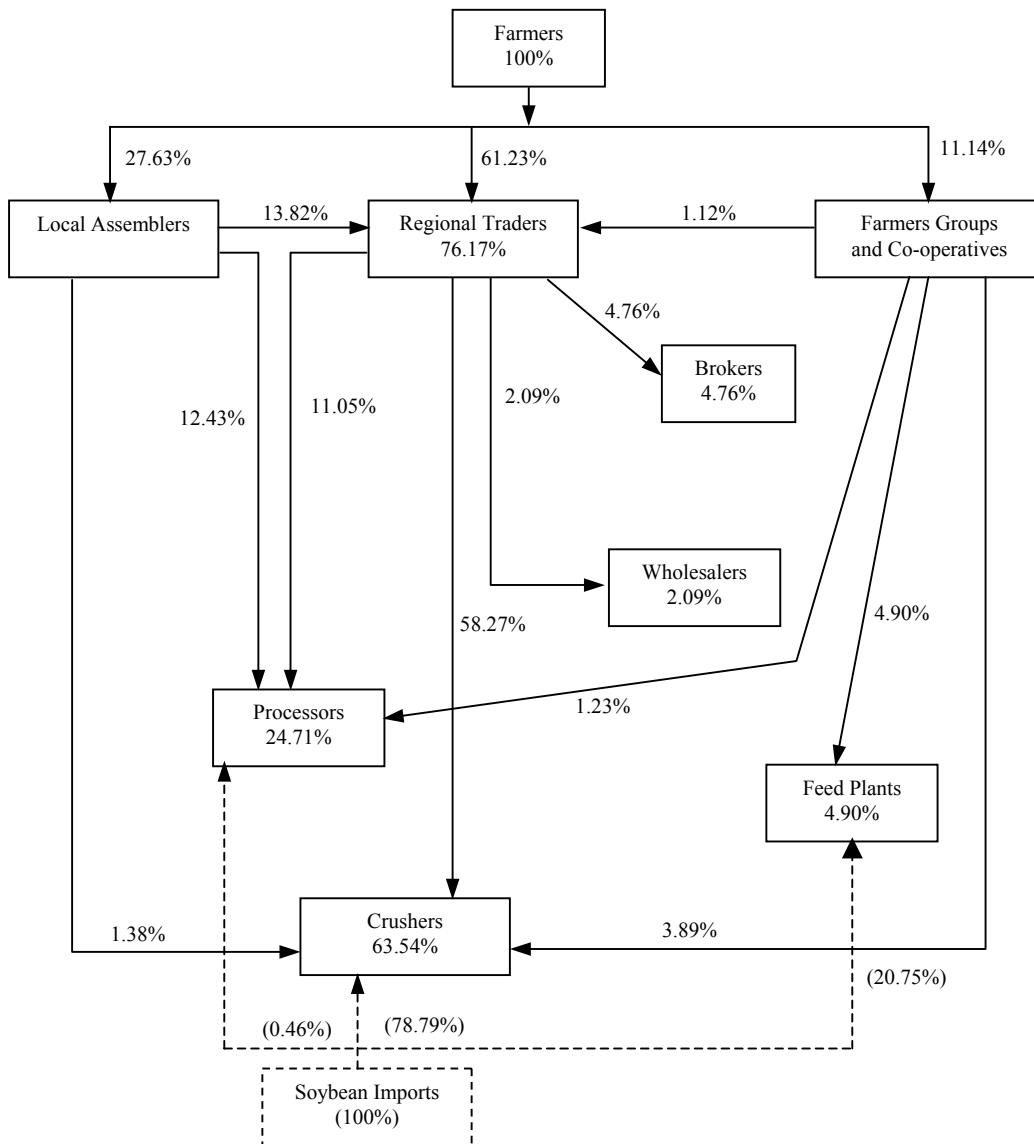 Farmers
100%
27.63%
61.23%
11.14%
Local Assemblers
13.82%
Regional Traders
76.17%
1.12%
Farmers Groups
and Co-operatives
4.76%
Brokers
4.76%
2.09%
12.43%
11.05%
Wholesalers
2.09%
58.27%
4.90%
Processors
24.71%
1.23%
Feed Plants
4.90%
Crushers
63.54%
1.38%
3.89%
(20.75%)
(0.46%)
(78.79%)
Soybean Imports
(100%)